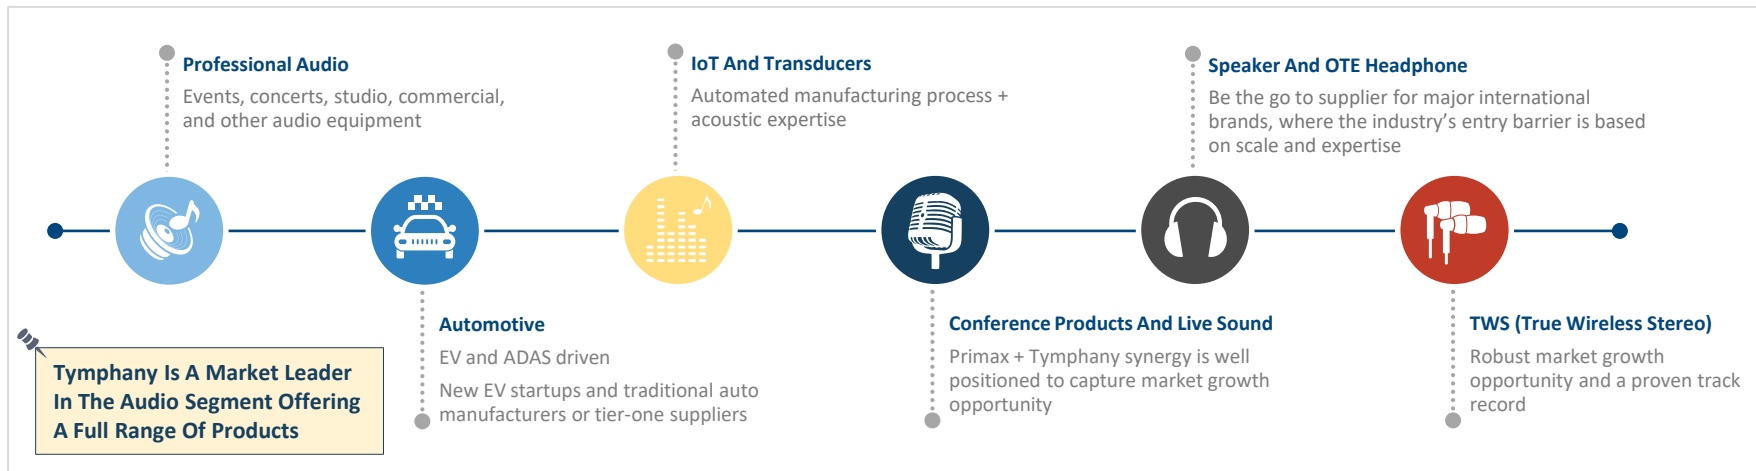 Professional Audio
Events, concerts, studio, commercial,
and other audio equipment
IoT And Transducers
Automated manufacturing process +
acoustic expertise
Speaker And OTE Headphone
Be the go to supplier for major international
brands, where the industry’s entry barrier is based
on scale and expertise
Automotive
EV and ADAS driven
New EV startups and traditional auto
manufacturers or tier-one suppliers
Conference Products And Live Sound
Primax + Tymphany synergy is well
positioned to capture market growth
opportunity
TWS (True Wireless Stereo)
Robust market growth
opportunity and a proven track
record
Tymphany Is A Market Leader
In The Audio Segment Offering
A Full Range Of Products